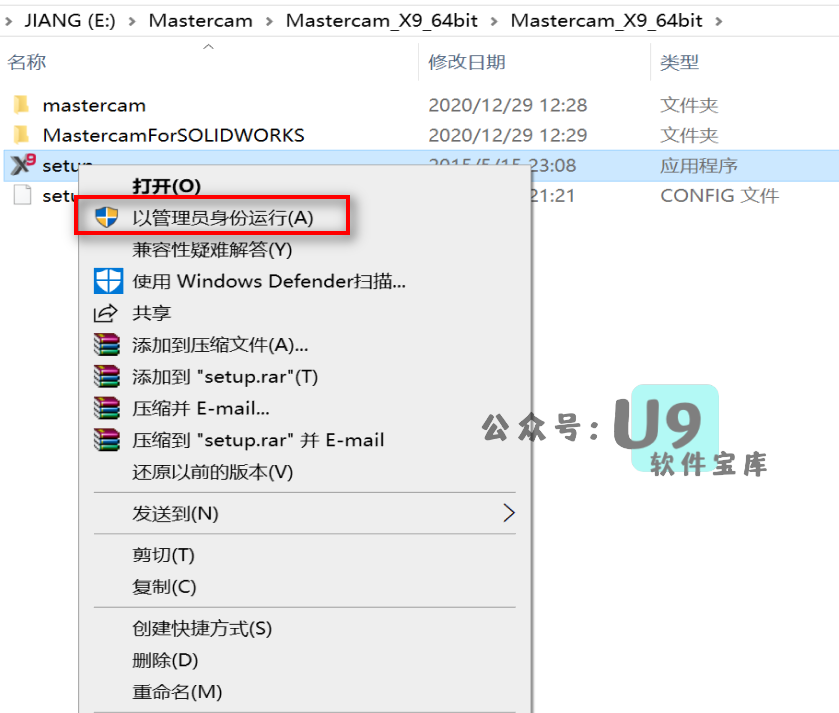 JIANG (E:) › Mastercam › Mastercam_X9_64bit › Mastercam_X9_64bit ›
名称 修改日期 类型
mastercam 2020/12/29 12:28 文件夹
MastercamForSOLIDWORKS 2020/12/29 12:29 文件夹
setup 2015/5/15 23:08 应用程序
setu 21:21 CONFIG 文件
打开(O)
以管理员身份运行(A)
兼容性疑难解答(Y)
使用 Windows Defender扫描...
共享
添加到压缩文件(A)...
添加到 "setup.rar"(T)
压缩并 E-mail...
压缩到 "setup.rar" 并 E-mail
还原以前的版本(V)
发送到(N)
剪切(T)
复制(C)
创建快捷方式(S)
删除(D)
重命名(M)
公众号: U9
软件宝库